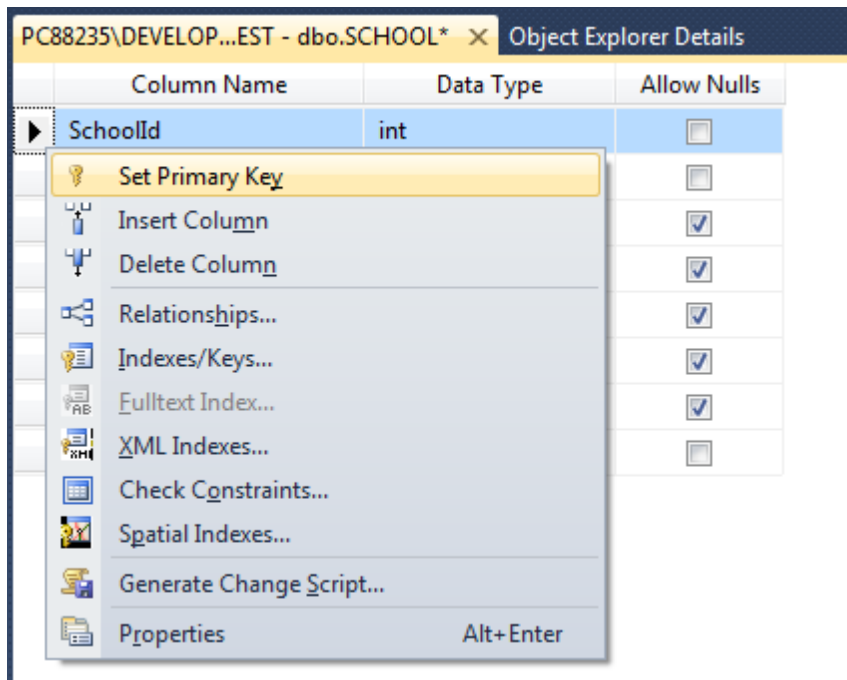 PC88235\DEVELOP...EST - dbo.SCHOOL* Object Explorer Details
Column Name Data Type Allow Nulls
SchoolId int
Set Primary Key
Insert Column
Delete Column
Relationships...
Indexes/Keys...
Fulltext Index...
XML Indexes...
Check Constraints...
Spatial Indexes...
Generate Change Script...
Properties Alt+Enter